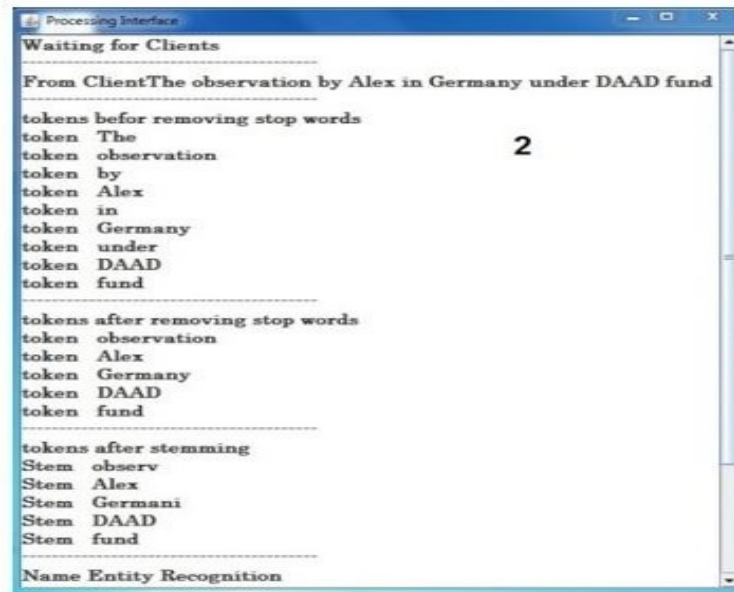 Processing Interface
Waiting for Clients
From ClientThe observation by Alex in Germany under DAAD fund
tokens befor removing stop words
2
token The
token observation
token by
token Alex
token in
token Germany
token under
token DAAD
token fund
tokens after removing stop words
token observation
token Alex
token Germany
token DAAD
token fund
tokens after stemming
Stem observ
Stem Alex
Stem Germani
Stem DAAD
Stem fund
Name Entity Recognition